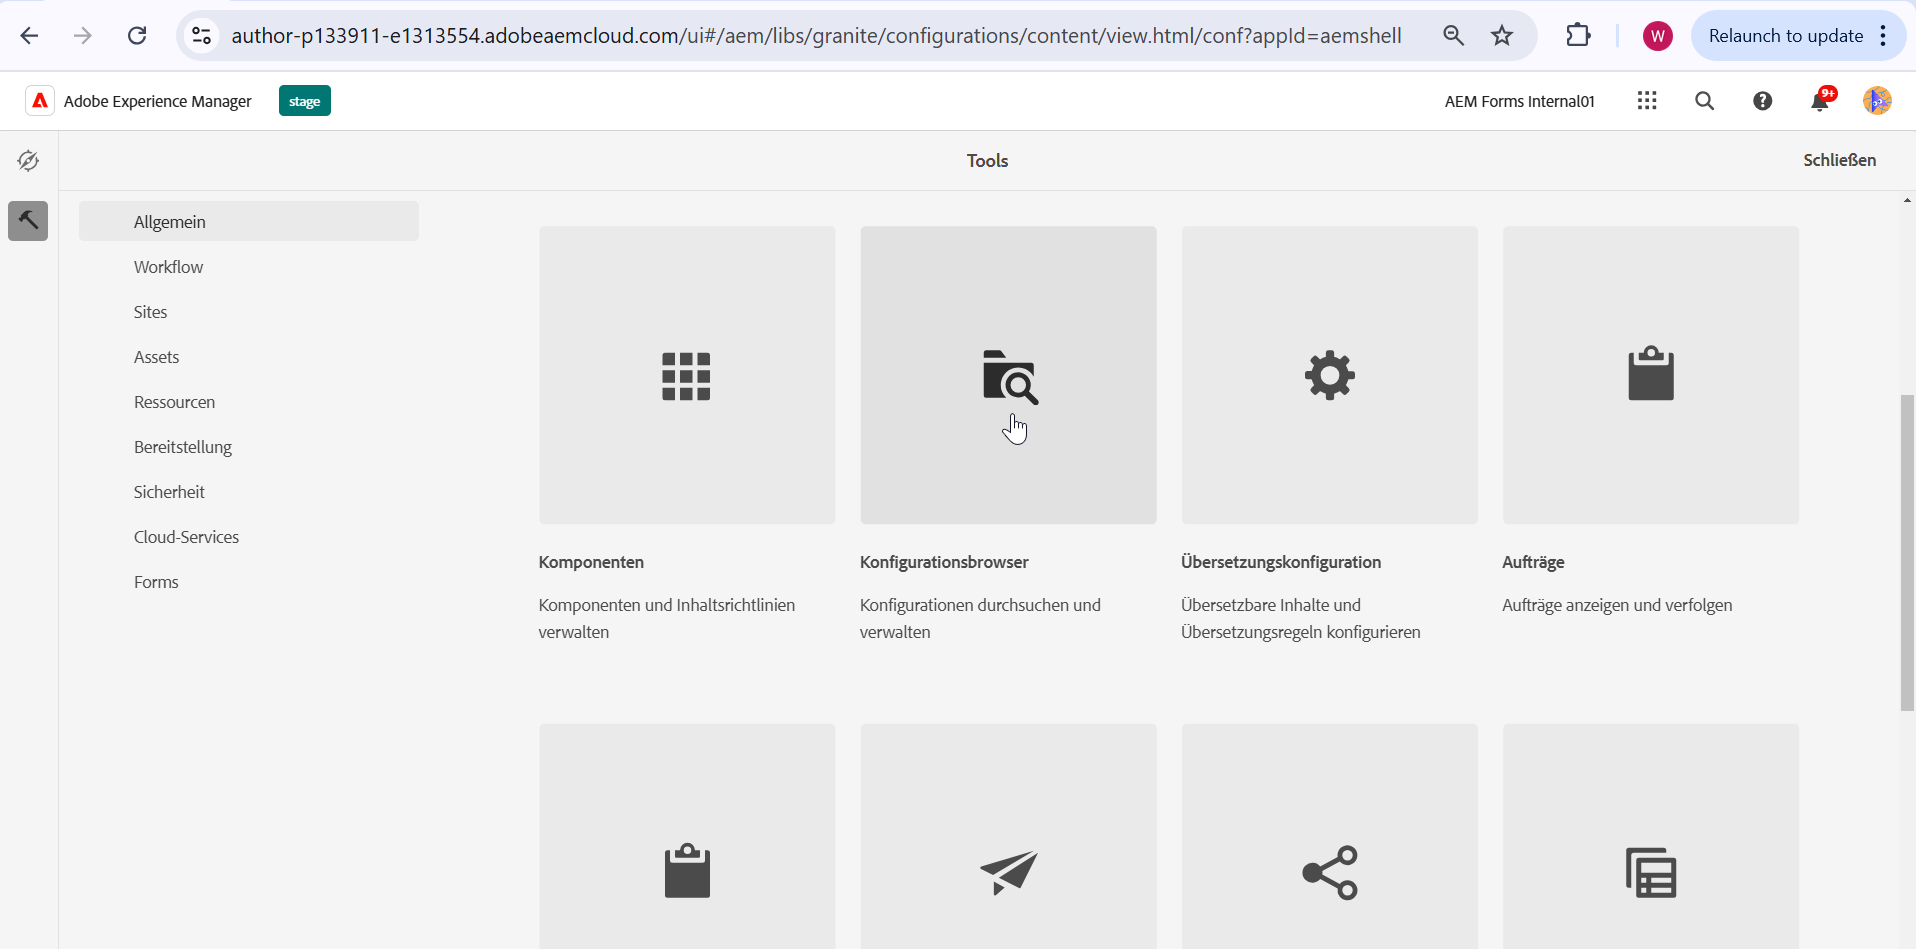 author-p133911-e1313554.adobeaemcloud.com/ui#/aem/libs/granite/configurations/content/view.html/conf?appId=aemshell
W
Relaunch to update
Adobe Experience Manager
stage
AEM Forms Internal01
9+
Tools
Schließen
Allgemein
Workflow
Sites
Assets
Ressourcen
Bereitstellung
Sicherheit
Cloud-Services
Forms
Komponenten
Komponenten und Inhaltsrichtlinien
verwalten
Konfigurationsbrowser
Konfigurationen durchsuchen und
verwalten
Übersetzungskonfiguration
Übersetzbare Inhalte und
Übersetzungsregeln konfigurieren
Aufträge
Aufträge anzeigen und verfolgen